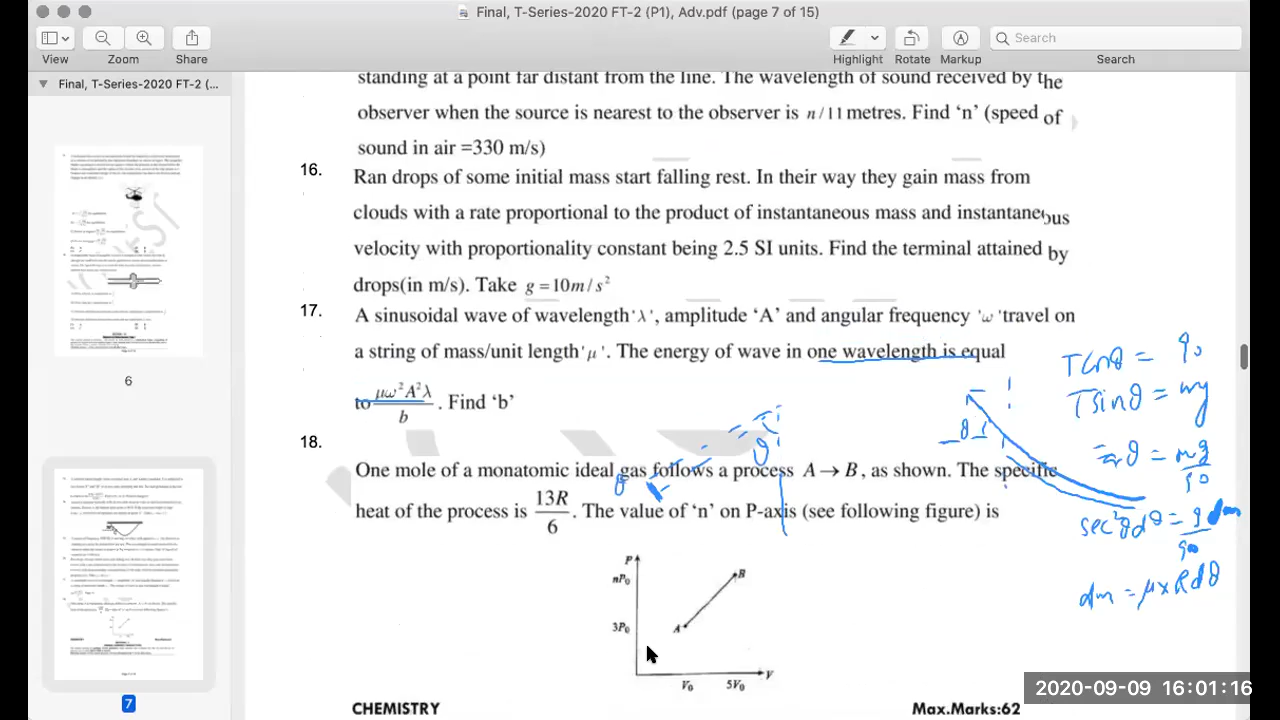 Final, T-Series-2020 FT-2 (P1), Adv.pdf (page 7 of 15)
View
Zoom
Share
Highlight
Rotate
Markup
Search
Search
Final, T-Series-2020 FT-2 (...
6
7
standing at a point far distant from the line. The wavelength of sound received by the
observer when the source is nearest to the observer is n/11 metres. Find ‘n’ (speed of
sound in air =330 m/s)
16.
Ran drops of some initial mass start falling rest. In their way they gain mass from
clouds with a rate proportional to the product of instantaneous mass and instantaneous
velocity with proportionality constant being 2.5 SI units. Find the terminal attained by
drops(in m/s). Take g = 10m / s²
17.
A sinusoidal wave of wavelength'λ', amplitude ‘A’ and angular frequency 'ω' travel on
a sting of mass/unit length'μ'. The energy of wave in one wavelength is equal
to μω²A²λ/b. Find ‘b’
18.
One mole of a monatomic ideal gas follows a process A → B, as shown. The specific
heat of the process is 13R/6. The value of ‘n’ on P-axis (see following figure) is
P
nP₀
B
3P₀
A
V₀ 5V₀ V
T cosθ = 90
T sinθ = mg
θ = mg/90
sec²θ dθ = g dm/90
dm = μ x R dθ
CHEMISTRY Max.Marks:62
2020-09-09 16:01:16